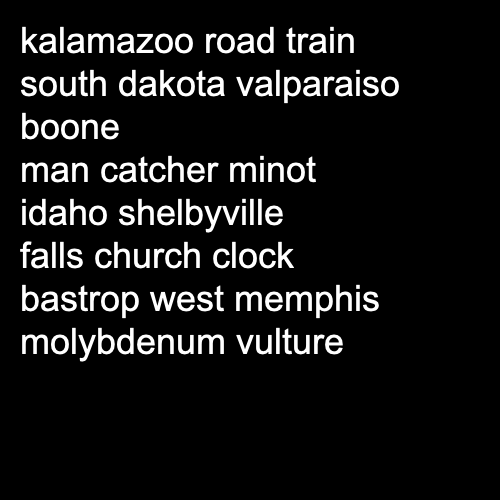 kalamazoo road train
south dakota valparaiso
boone
man catcher minot
idaho shelbyville
falls church clock
bastrop west memphis
molybdenum vulture